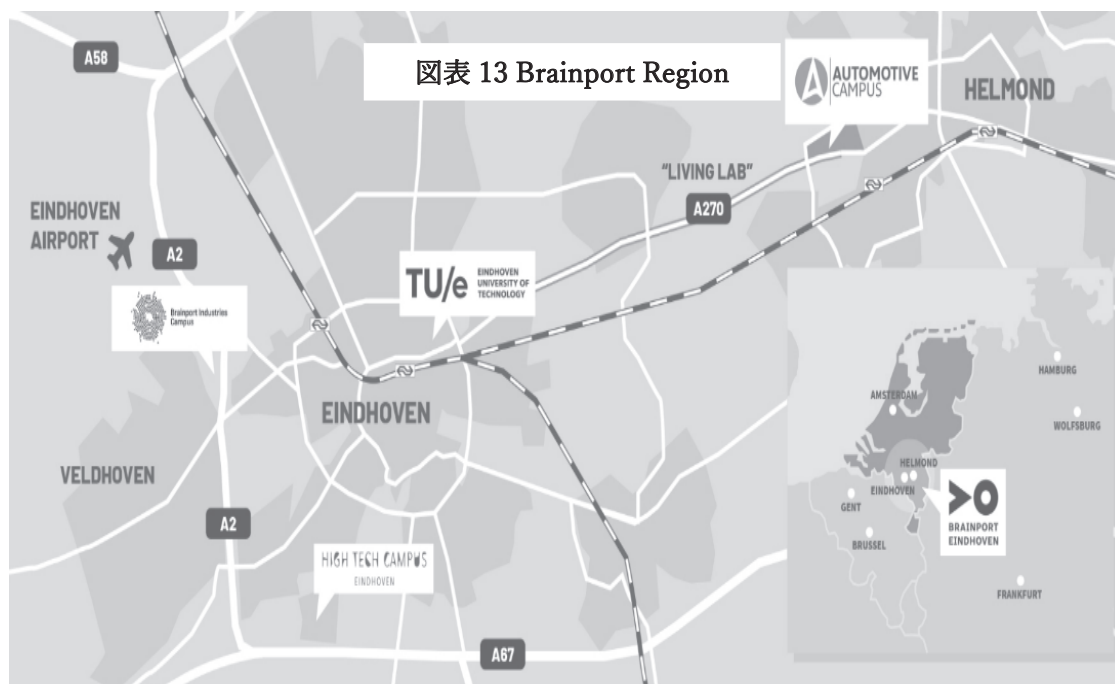 図表 13 Brainport Region
A58
AUTOMOTIVE
CAMPUS
HELMOND
"LIVING LAB"
A270
EINDHOVEN
AIRPORT
A2
TU/e
EINDHOVEN
UNIVERSITY OF
TECHNOLOGY
Brainport Industries
Campus
EINDHOVEN
VELDHOVEN
A2
HIGH TECH CAMPUS
EINDHOVEN
A67
HAMBURG
AMSTERDAM
WOLFSBURG
HELMOND
EINDHOVEN
GENT
BRUSSEL
BRAINPORT
EINDHOVEN
FRANKFURT